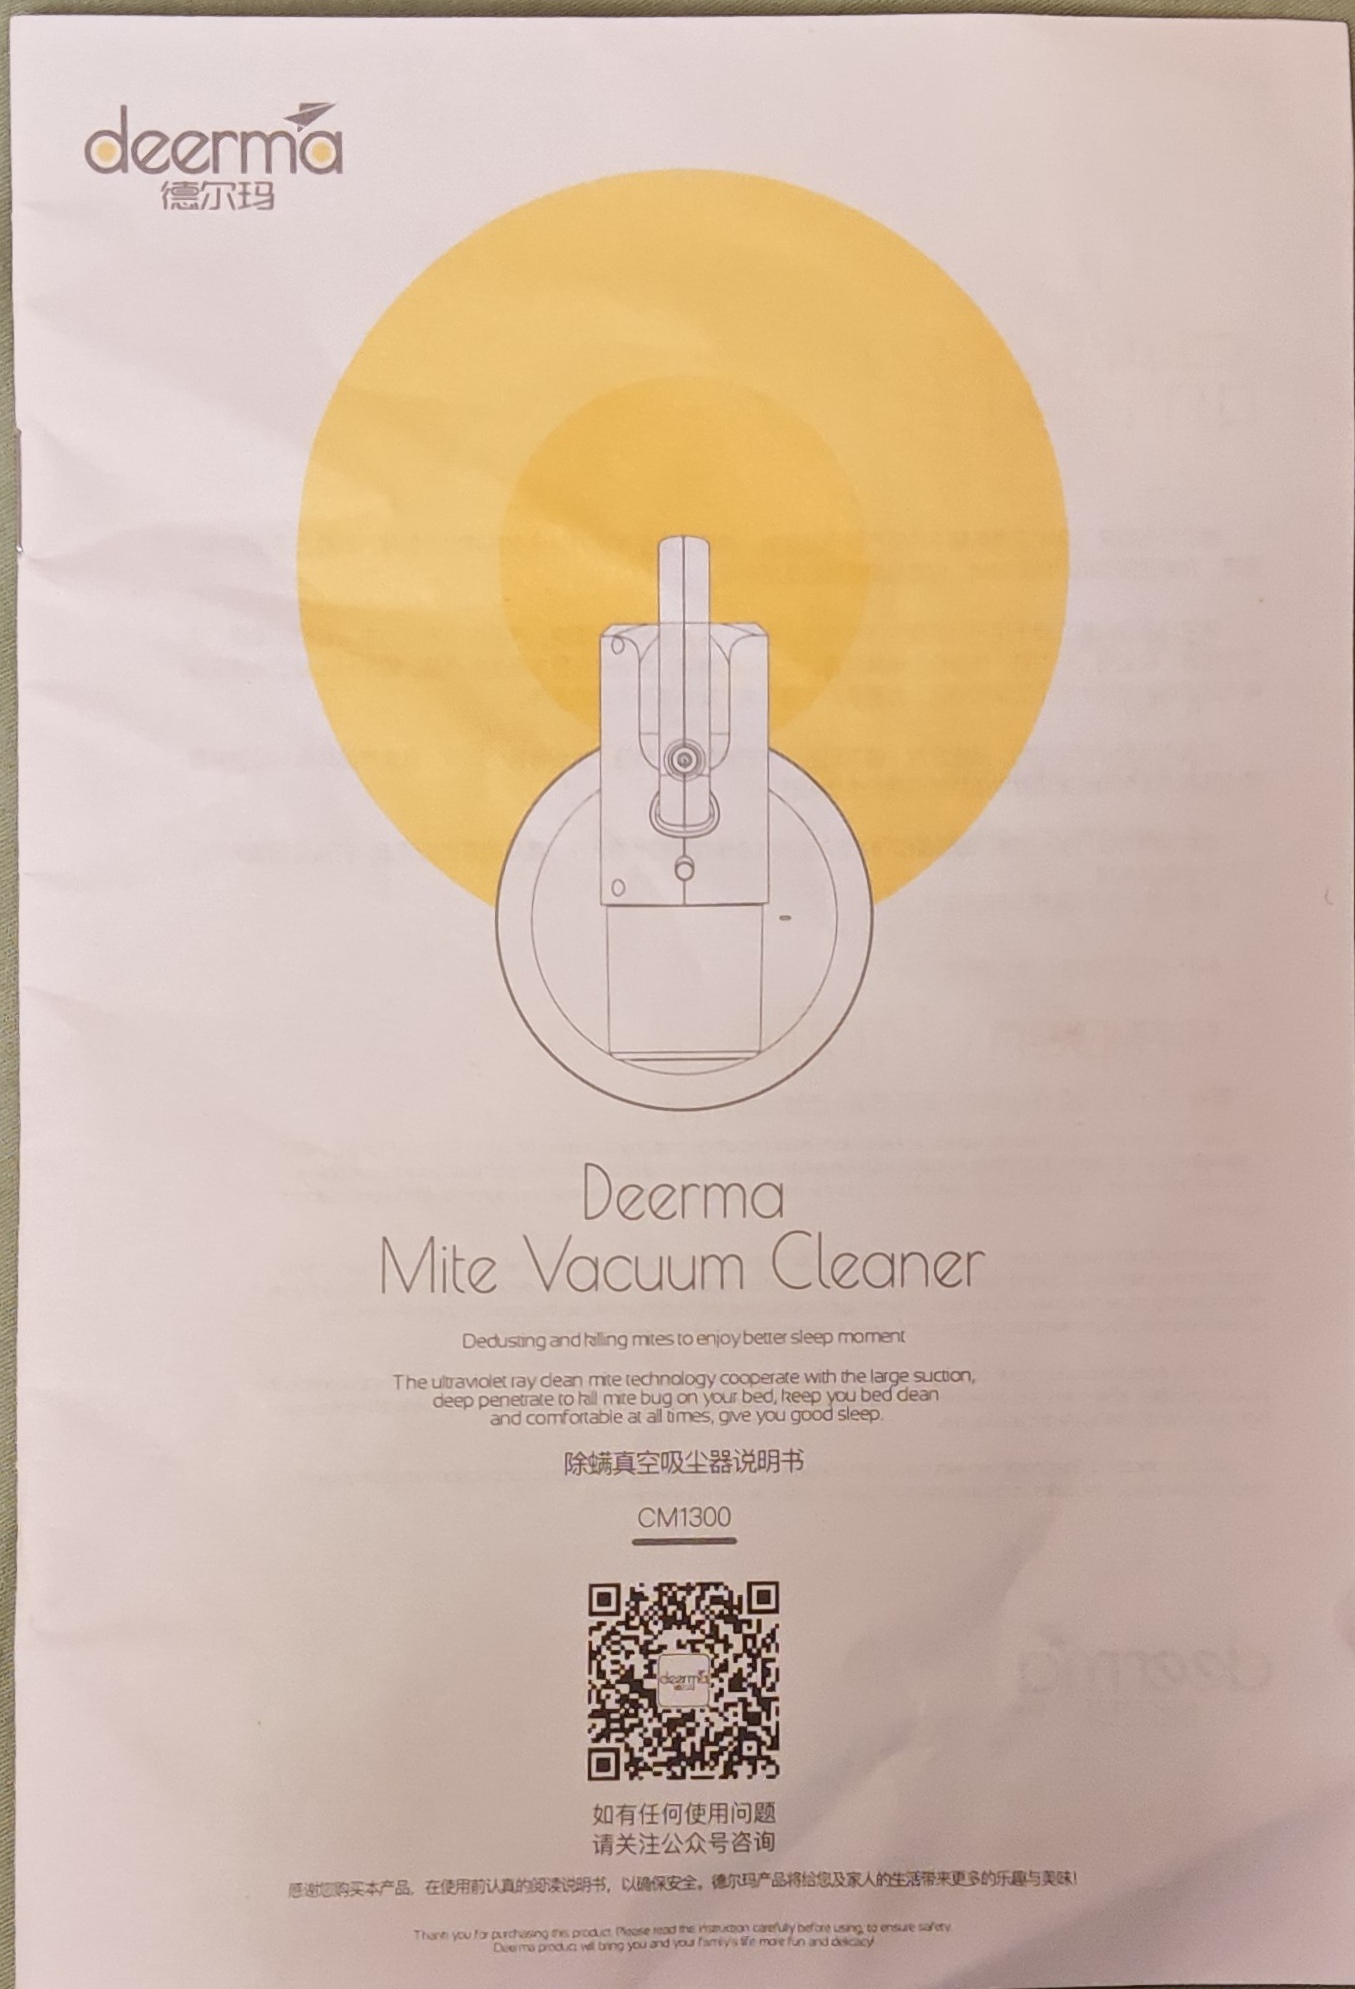 deerma
德尔玛
Deerma
Mite Vacuum Cleaner
Dedusting and killing mites to enjoy better sleep moment
The ultraviolet ray clean mite technology cooperate with the large suction,
deep penetrate to kill mite bug on your bed, keep you bed clean
and comfortable at all times, give you good sleep.
除螨真空吸尘器说明书
CM1300
deerma
如有任何使用问题
请关注公众号咨询
感谢您购买本产品，在使用前认真的阅读说明书，以确保安全。德尔玛产品将给您及家人的生活带来更多的乐趣与美味！
Thank you for purchasing this product. Please read the instruction carefully before using, to ensure safety.
Deerma product will bring you and your family's life more fun and delicacy!